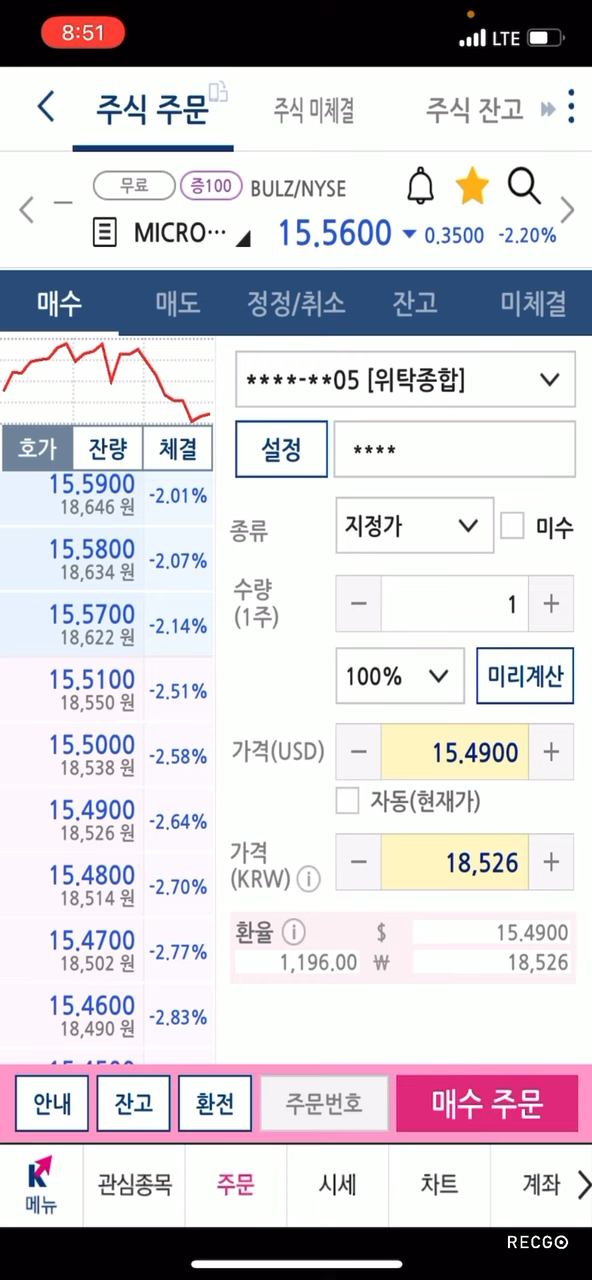 8:51
LTE
주식 주문
주식 미체결
주식 잔고
무료 증100 BULZ/NYSE
MICRO··· 15.5600 0.3500 -2.20%
매수 매도 정정/취소 잔고 미체결
****-**05 [위탁종합]
호가 잔량 체결
설정 ****
15.5900 -2.01%
18,646 원
종류 지정가 미수
15.5800 -2.07%
18,634 원
수량
(1주) 1
15.5700 -2.14%
18,622 원
100% 미리계산
15.5100 -2.51%
18,550 원
가격(USD) 15.4900
15.5000 -2.58%
18,538 원
자동(현재가)
15.4900 -2.64%
18,526 원
가격
(KRW) 18,526
15.4800 -2.70%
18,514 원
환율 $ 15.4900
1,196.00 ₩ 18,526
15.4700 -2.77%
18,502 원
15.4600 -2.83%
18,490 원
안내 잔고 환전 주문번호 매수 주문
메뉴 관심종목 주문 시세 차트 계좌
RECGO